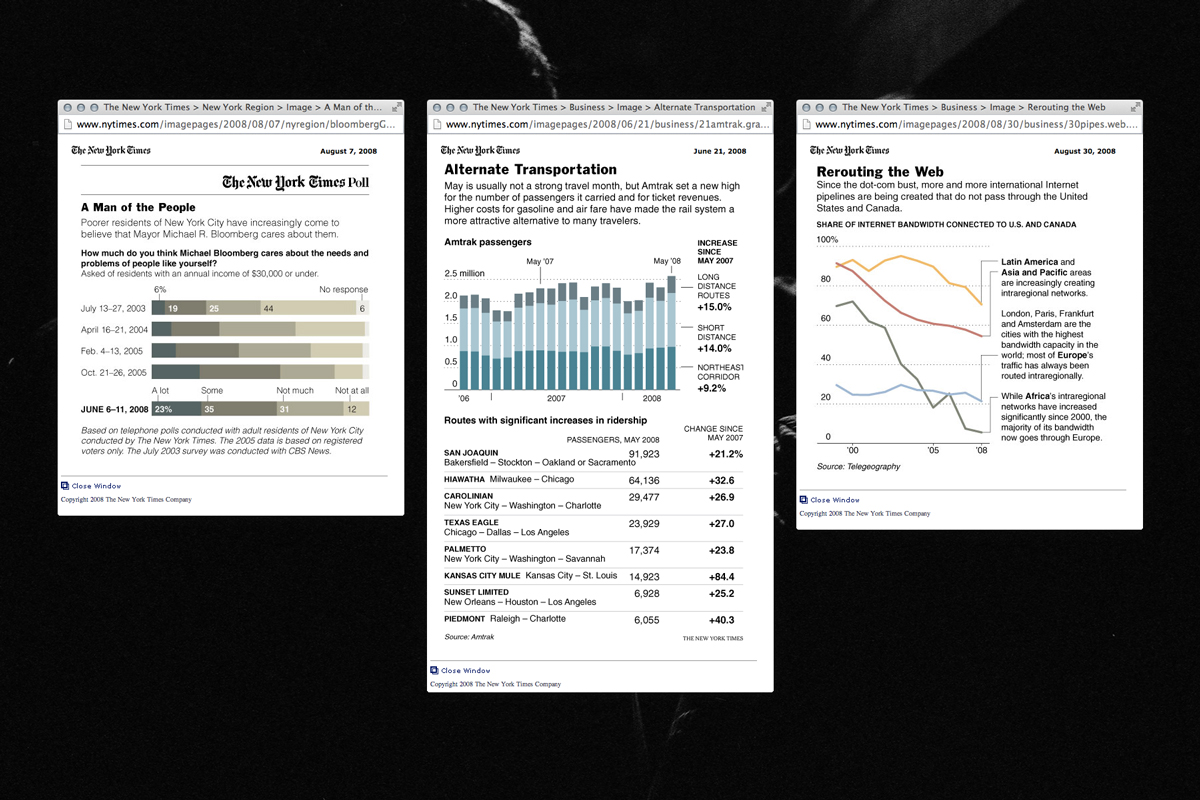 The New York Times > New York Region > Image > A Man of th...
www.nytimes.com/imagepages/2008/08/07/nyregion/bloombergG...
The New York Times
August 7, 2008
The New York Times Poll
A Man of the People
Poorer residents of New York City have increasingly come to
believe that Mayor Michael R. Bloomberg cares about them.
How much do you think Michael Bloomberg cares about the needs and
problems of people like yourself?
Asked of residents with an annual income of $30,000 or under.
6% No response
July 13–27, 2003 19 25 44 6
April 16–21, 2004
Feb. 4–13, 2005
Oct. 21–26, 2005
A lot Some Not much Not at all
JUNE 6–11, 2008 23% 35 31 12
Based on telephone polls conducted with adult residents of New York City
conducted by The New York Times. The 2005 data is based on registered
voters only. The July 2003 survey was conducted with CBS News.
Close Window
Copyright 2008 The New York Times Company
The New York Times > Business > Image > Alternate Transportation
www.nytimes.com/imagepages/2008/06/21/business/21amtrak.gra...
The New York Times
June 21, 2008
Alternate Transportation
May is usually not a strong travel month, but Amtrak set a new high
for the number of passengers it carried and for ticket revenues.
Higher costs for gasoline and air fare have made the rail system a
more attractive alternative to many travelers.
Amtrak passengers
INCREASE
SINCE
MAY 2007
May '07 May '08
2.5 million
2.0
1.5
1.0
0.5
0
'06 2007 2008
LONG
DISTANCE
ROUTES
+15.0%
SHORT
DISTANCE
+14.0%
NORTHEAST
CORRIDOR
+9.2%
Routes with significant increases in ridership
PASSENGERS, MAY 2008
CHANGE SINCE
MAY 2007
SAN JOAQUIN 91,923 +21.2%
Bakersfield – Stockton – Oakland or Sacramento
HIAWATHA Milwaukee – Chicago 64,136 +32.6
CAROLINIAN 29,477 +26.9
New York City – Washington – Charlotte
TEXAS EAGLE 23,929 +27.0
Chicago – Dallas – Los Angeles
PALMETTO 17,374 +23.8
New York City – Washington – Savannah
KANSAS CITY MULE Kansas City – St. Louis 14,923 +84.4
SUNSET LIMITED 6,928 +25.2
New Orleans – Houston – Los Angeles
PIEDMONT Raleigh – Charlotte 6,055 +40.3
Source: Amtrak THE NEW YORK TIMES
Close Window
Copyright 2008 The New York Times Company
The New York Times > Business > Image > Rerouting the Web
www.nytimes.com/imagepages/2008/08/30/business/30pipes.web....
The New York Times
August 30, 2008
Rerouting the Web
Since the dot-com bust, more and more international Internet
pipelines are being created that do not pass through the United
States and Canada.
SHARE OF INTERNET BANDWIDTH CONNECTED TO U.S. AND CANADA
100%
80
60
40
20
0
'00 '05 '08
Latin America and
Asia and Pacific areas
are increasingly creating
intraregional networks.
London, Paris, Frankfurt
and Amsterdam are the
cities with the highest
bandwidth capacity in the
world; most of Europe's
traffic has always been
routed intraregionally.
While Africa's intraregional
networks have increased
significantly since 2000, the
majority of its bandwidth
now goes through Europe.
Source: Telegeography
Close Window
Copyright 2008 The New York Times Company